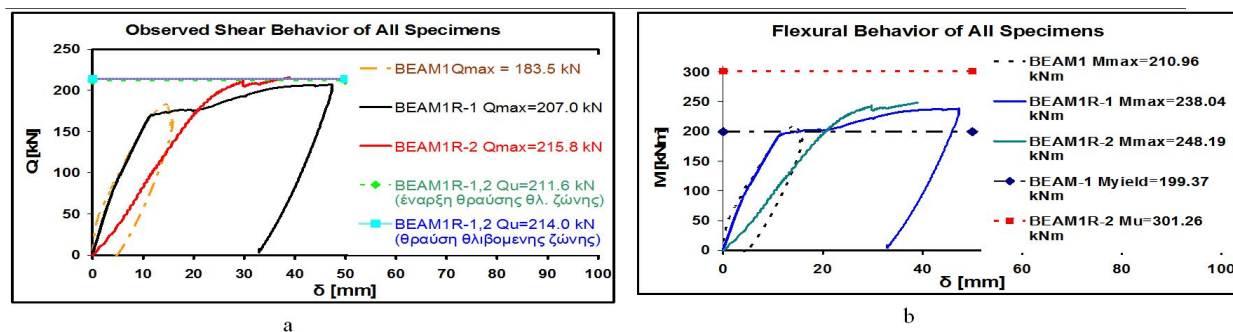 Observed Shear Behavior of All Specimens
250
200
150
100
50
0
Q[kN]
0 10 20 30 40 50 60 70 80 90 100
δ [mm]
BEAM1Qmax = 183.5 kN
BEAM1R-1 Qmax=207.0 kN
BEAM1R-2 Qmax=215.8 kN
BEAM1R-1,2 Qu=211.6 kN
(έναρξη θραύσης θλ. ζώνης)
BEAM1R-1,2 Qu=214.0 kN
(θραύση θλιβομενης ζώνης)
a
Flexural Behavior of All Specimens
300
250
200
150
100
50
0
M[kNm]
0 20 40 60 80 100
δ [mm]
BEAM1 Mmax=210.96
kNm
BEAM1R-1 Mmax=238.04
kNm
BEAM1R-2 Mmax=248.19
kNm
BEAM-1 Myield=199.37
kNm
BEAM1R-2 Mu=301.26
kNm
b